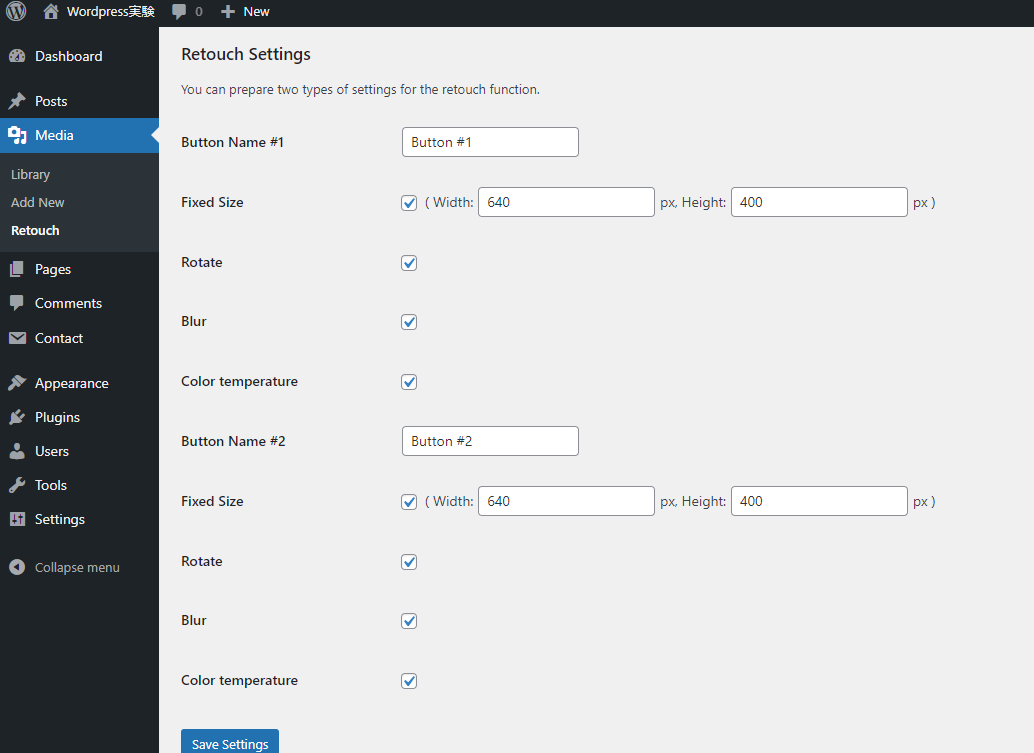 Wordpress実験 0 New
Dashboard
Posts
Media
Library
Add New
Retouch
Pages
Comments
Contact
Appearance
Plugins
Users
Tools
Settings
Collapse menu
Retouch Settings
You can prepare two types of settings for the retouch function.
Button Name #1 Button #1
Fixed Size ( Width: 640 px, Height: 400 px )
Rotate
Blur
Color temperature
Button Name #2 Button #2
Fixed Size ( Width: 640 px, Height: 400 px )
Rotate
Blur
Color temperature
Save Settings